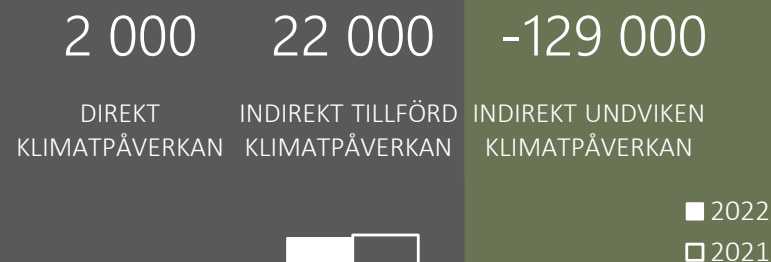 2 000 22 000 -129 000
DIREKT INDIREKT TILLFÖRD INDIREKT UNDVIKEN
KLIMATPÅVERKAN KLIMATPÅVERKAN KLIMATPÅVERKAN
2022
2021